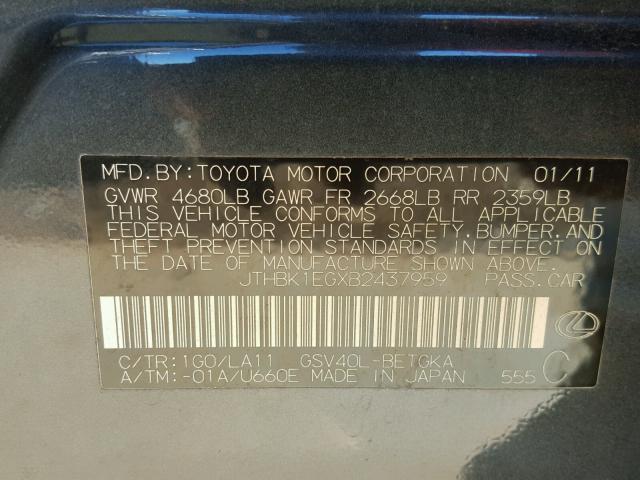 MFD. BY: TOYOTA MOTOR CORPORATION 01/11
GVWR 4680LB GAWR FR 2668LB RR 2359LB
THIS VEHICLE CONFORMS TO ALL APPLICABLE
FEDERAL MOTOR VEHICLE SAFETY, BUMPER, AND
THEFT PREVENTION STANDARDS IN EFFECT ON
THE DATE OF MANUFACTURE SHOWN ABOVE.
JTHBK1EGXB2437959 PASS. CAR
C/TR: 1G0/LA11 GSV40L-BETGKA
A/TM: -01A/U660E MADE IN JAPAN 555 C